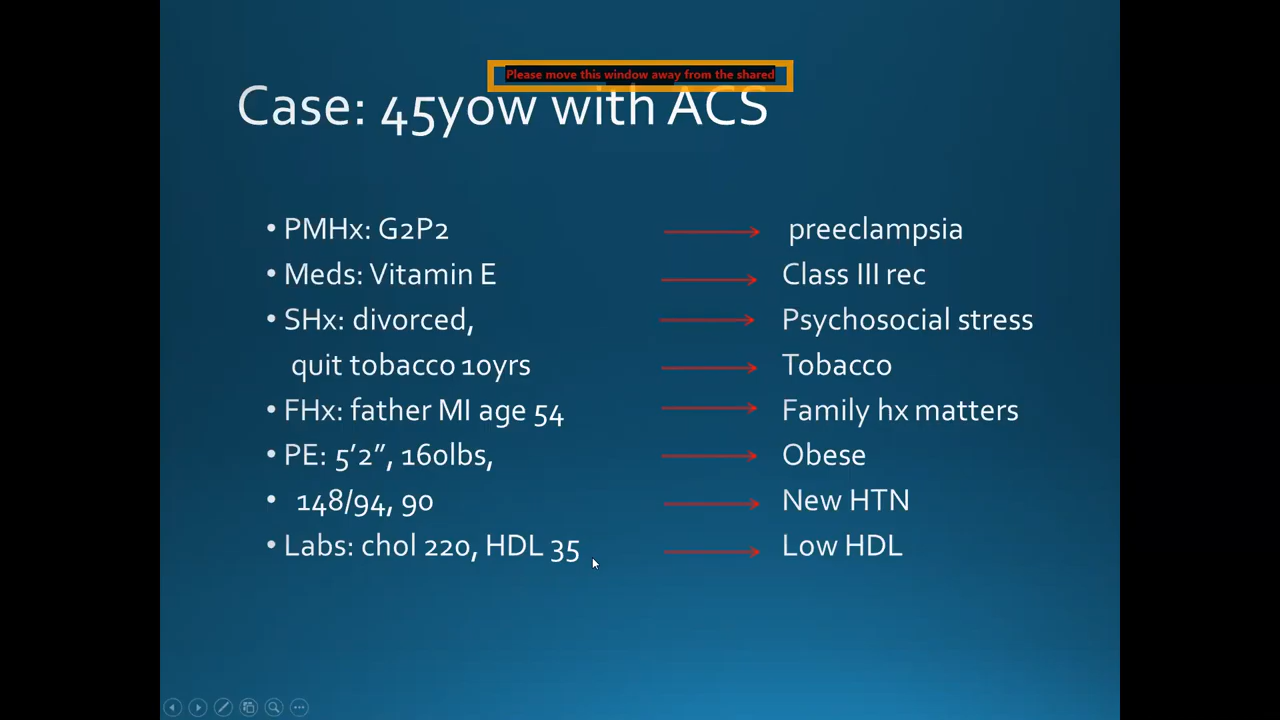 Please move this window away from the shared
Case: 45yow with ACS
• PMHx: G2P2 preeclampsia
• Meds: Vitamin E Class III rec
• SHx: divorced, Psychosocial stress
quit tobacco 10yrs Tobacco
• FHx: father MI age 54 Family hx matters
• PE: 5’2”, 160lbs, Obese
• 148/94, 90 New HTN
• Labs: chol 220, HDL 35 Low HDL